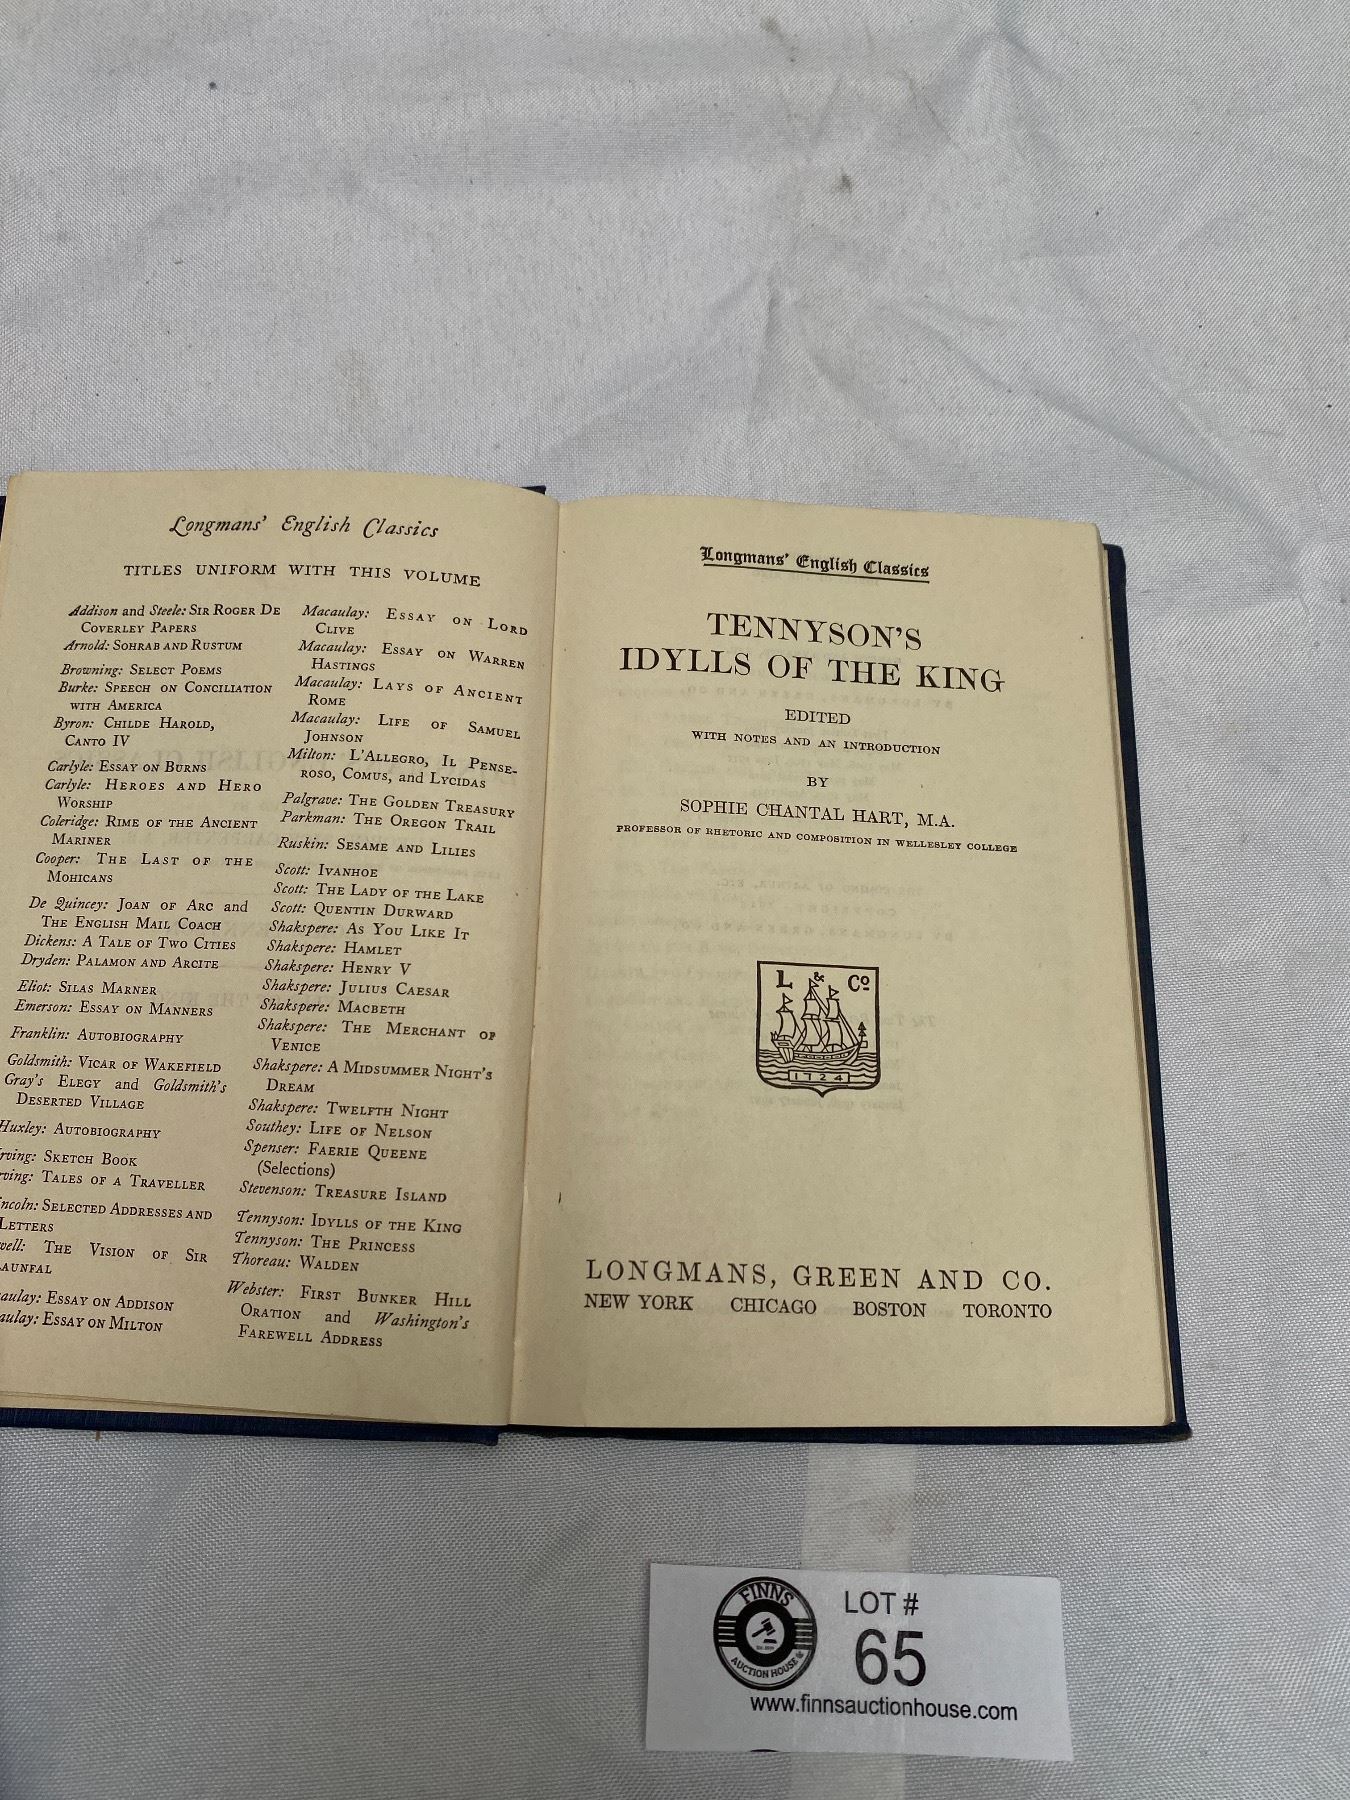 Longmans' English Classics
TITLES UNIFORM WITH THIS VOLUME
Addison and Steele: SIR ROGER DE
COVERLEY PAPERS
Arnold: SOHRAB AND RUSTUM
Browning: SELECT POEMS
Burke: SPEECH ON CONCILIATION
WITH AMERICA
Byron: CHILDE HAROLD,
CANTO IV
Carlyle: ESSAY ON BURNS
Carlyle: HEROES AND HERO
WORSHIP
Coleridge: RIME OF THE ANCIENT
MARINER
Cooper: THE LAST OF THE
MOHICANS
De Quincey: JOAN OF ARC and
THE ENGLISH MAIL COACH
Dickens: A TALE OF TWO CITIES
Dryden: PALAMON AND ARCITE
Eliot: SILAS MARNER
Emerson: ESSAY ON MANNERS
Franklin: AUTOBIOGRAPHY
Goldsmith: VICAR OF WAKEFIELD
Gray's ELEGY and Goldsmith's
DESERTED VILLAGE
Huxley: AUTOBIOGRAPHY
rving: SKETCH BOOK
rving: TALES OF A TRAVELLER
ncoln: SELECTED ADDRESSES AND
LETTERS
well: THE VISION OF SIR
AUNFAL
aulay: ESSAY ON ADDISON
aulay: ESSAY ON MILTON
Macaulay: ESSAY ON LORD
CLIVE
Macaulay: ESSAY ON WARREN
HASTINGS
Macaulay: LAYS OF ANCIENT
ROME
Macaulay: LIFE OF SAMUEL
JOHNSON
Milton: L'ALLEGRO, IL PENSE-
ROSO, COMUS, and LYCIDAS
Palgrave: THE GOLDEN TREASURY
Parkman: THE OREGON TRAIL
Ruskin: SESAME AND LILIES
Scott: IVANHOE
Scott: THE LADY OF THE LAKE
Scott: QUENTIN DURWARD
Shakspere: AS YOU LIKE IT
Shakspere: HAMLET
Shakspere: HENRY V
Shakspere: JULIUS CAESAR
Shakspere: MACBETH
Shakspere: THE MERCHANT OF
VENICE
Shakspere: A MIDSUMMER NIGHT'S
DREAM
Shakspere: TWELFTH NIGHT
Southey: LIFE OF NELSON
Spenser: FAERIE QUEENE
(Selections)
Stevenson: TREASURE ISLAND
Tennyson: IDYLLS OF THE KING
Tennyson: THE PRINCESS
Thoreau: WALDEN
Webster: FIRST BUNKER HILL
ORATION and Washington's
FAREWELL ADDRESS
Longmans' English Classics
TENNYSON'S
IDYLLS OF THE KING
EDITED
WITH NOTES AND AN INTRODUCTION
BY
SOPHIE CHANTAL HART, M.A.
PROFESSOR OF RHETORIC AND COMPOSITION IN WELLESLEY COLLEGE
L & Co
1724
LONGMANS, GREEN AND CO.
NEW YORK CHICAGO BOSTON TORONTO
FINNS
AUCTION HOUSE
LOT #
65
www.finnsauctionhouse.com